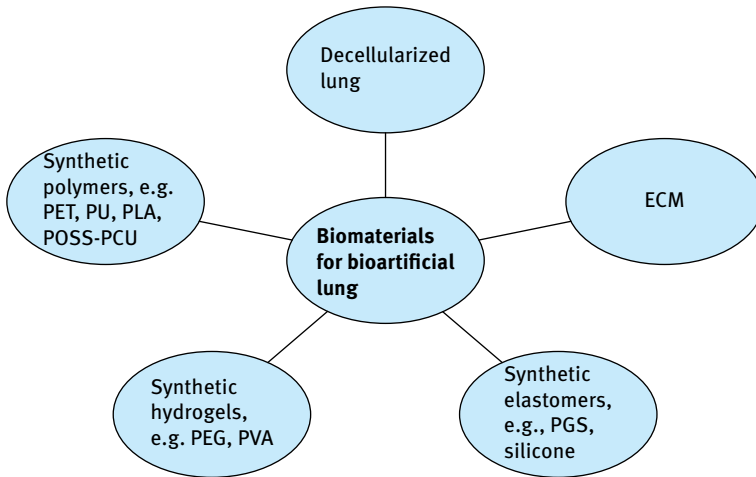 Decellularized
lung
Synthetic
polymers, e.g.
PET, PU, PLA,
POSS-PCU
ECM
Biomaterials
for bioartificial
lung
Synthetic
hydrogels,
e.g. PEG, PVA
Synthetic
elastomers,
e.g., PGS,
silicone